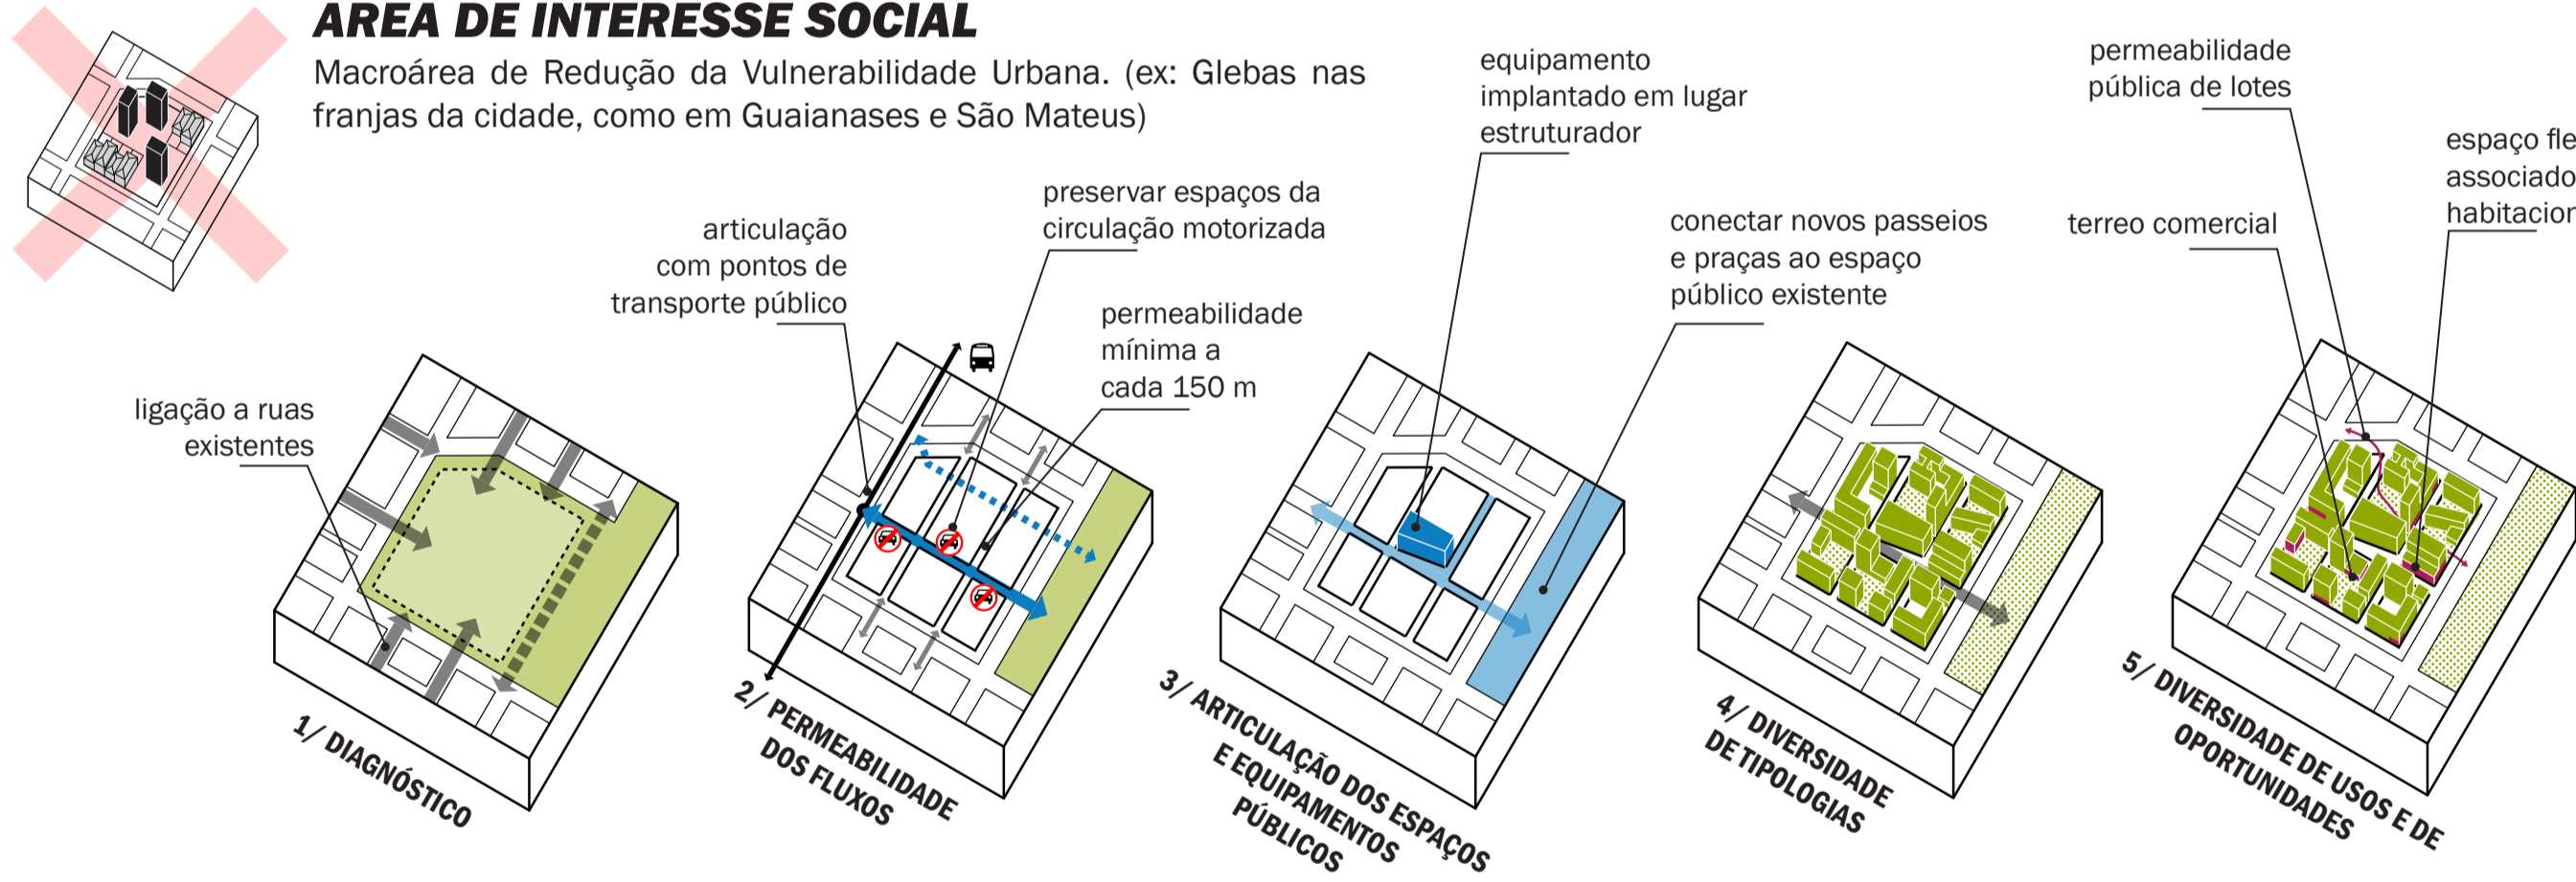 AREA DE INTERESSE SOCIAL
Macroárea de Redução da Vulnerabilidade Urbana. (ex: Glebas nas
franjas da cidade, como em Guaianases e São Mateus)
ligação a ruas
existentes
1/ DIAGNÓSTICO
articulação
com pontos de
transporte público
preservar espaços da
circulação motorizada
permeabilidade
mínima a
cada 150 m
2/ PERMEABILIDADE
DOS FLUXOS
equipamento
implantado em lugar
estruturador
conectar novos passeios
e praças ao espaço
público existente
3/ ARTICULAÇÃO DOS ESPAÇOS
E EQUIPAMENTOS
PÚBLICOS
4/ DIVERSIDADE
DE TIPOLOGIAS
permeabilidade
pública de lotes
terreo comercial
espaço
associado
5/ DIVERSIDADE DE USOS E DE
OPORTUNIDADES